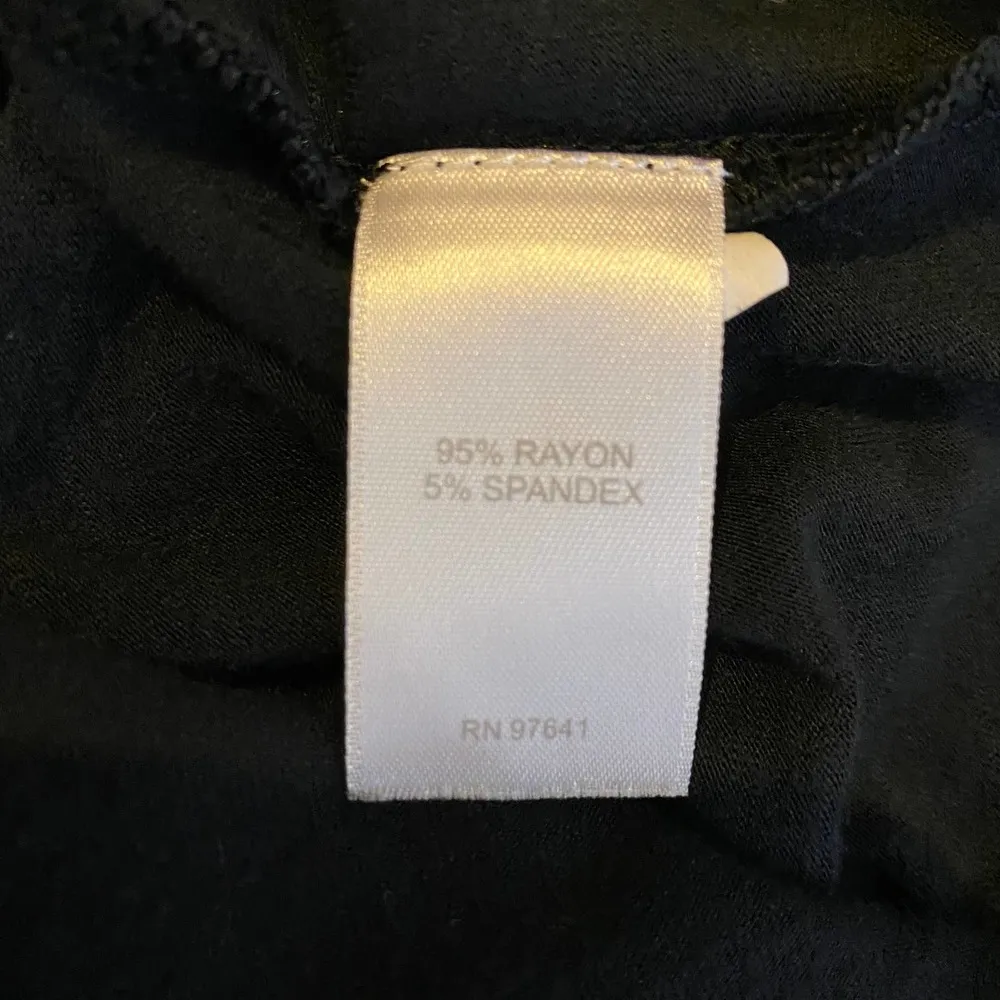 95% RAYON
5% SPANDEX
RN 97641